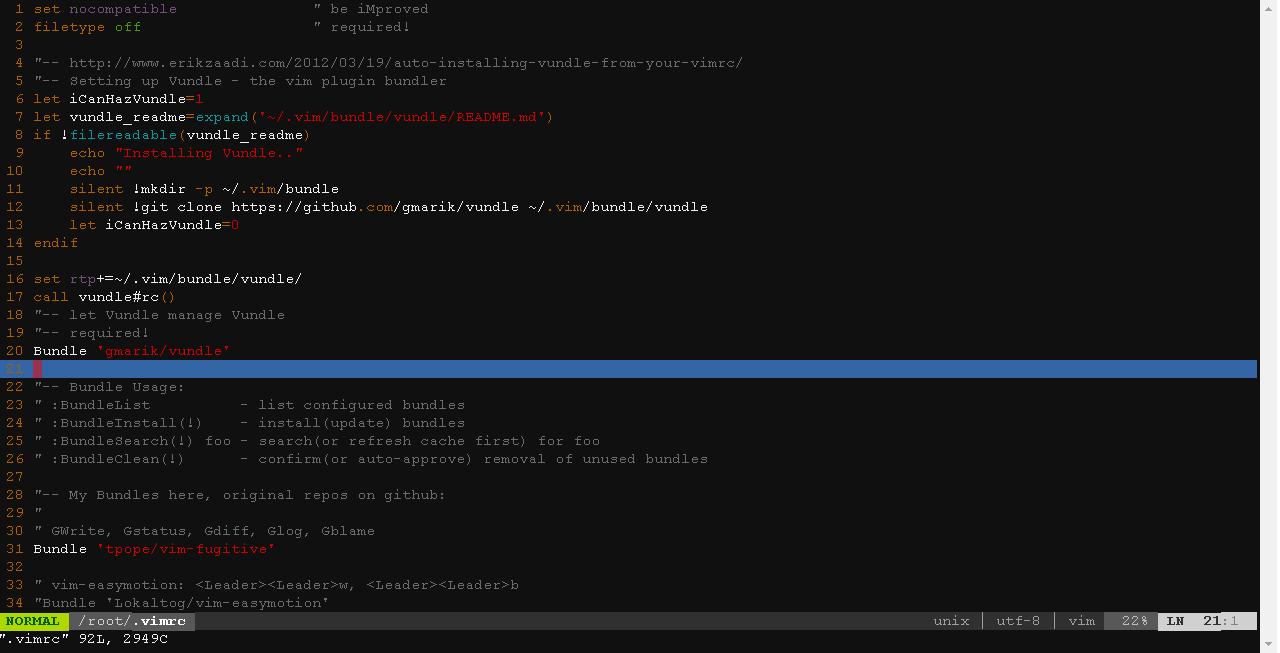 1 set nocompatible                " be iMproved
2 filetype off                    " required!
3
4 "-- http://www.erikzaadi.com/2012/03/19/auto-installing-vundle-from-your-vimrc/
5 "-- Setting up Vundle - the vim plugin bundler
6 let iCanHazVundle=1
7 let vundle_readme=expand('~/.vim/bundle/vundle/README.md')
8 if !filereadable(vundle_readme)
9     echo "Installing Vundle.."
10     echo ""
11     silent !mkdir -p ~/.vim/bundle
12     silent !git clone https://github.com/gmarik/vundle ~/.vim/bundle/vundle
13     let iCanHazVundle=0
14 endif
15
16 set rtp+=~/.vim/bundle/vundle/
17 call vundle#rc()
18 "-- let Vundle manage Vundle
19 "-- required!
20 Bundle 'gmarik/vundle'
21
22 "-- Bundle Usage:
23 " :BundleList          - list configured bundles
24 " :BundleInstall(!)    - install(update) bundles
25 " :BundleSearch(!) foo - search(or refresh cache first) for foo
26 " :BundleClean(!)      - confirm(or auto-approve) removal of unused bundles
27
28 "-- My Bundles here, original repos on github:
29 "
30 " GWrite, Gstatus, Gdiff, Glog, Gblame
31 Bundle 'tpope/vim-fugitive'
32
33 " vim-easymotion: <Leader><Leader>w, <Leader><Leader>b
34 "Bundle 'Lokaltog/vim-easymotion'
NORMAL /root/.vimrc unix │ utf-8 │ vim 22% LN 21:1
".vimrc" 92L, 2949C